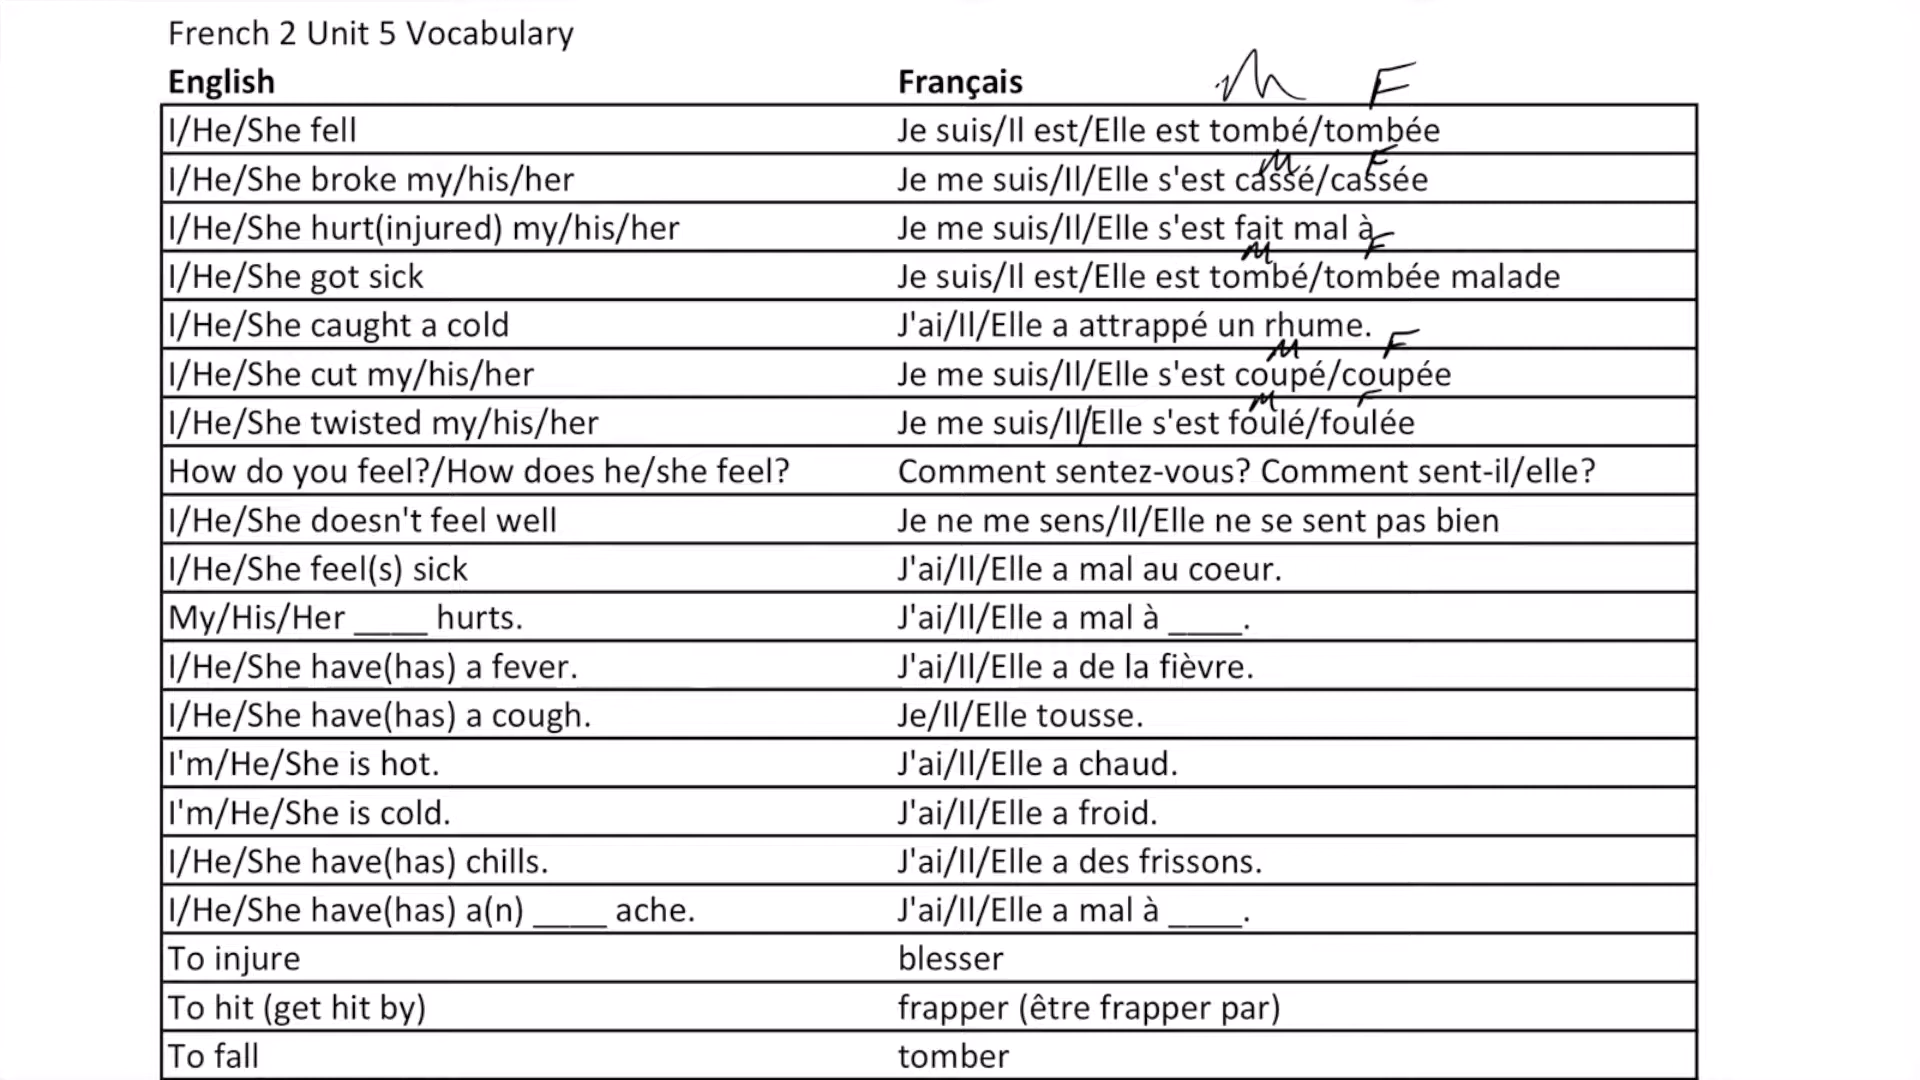 French 2 Unit 5 Vocabulary
English Français M F
I/He/She fell Je suis/Il est/Elle est tombé/tombée
M F
I/He/She broke my/his/her Je me suis/Il/Elle s'est cassé/cassée
I/He/She hurt(injured) my/his/her Je me suis/Il/Elle s'est fait mal à
M F
I/He/She got sick Je suis/Il est/Elle est tombé/tombée malade
I/He/She caught a cold J'ai/Il/Elle a attrappé un rhume.
M F
I/He/She cut my/his/her Je me suis/Il/Elle s'est coupé/coupée
M F
I/He/She twisted my/his/her Je me suis/Il/Elle s'est foulé/foulée
How do you feel?/How does he/she feel? Comment sentez-vous? Comment sent-il/elle?
I/He/She doesn't feel well Je ne me sens/Il/Elle ne se sent pas bien
I/He/She feel(s) sick J'ai/Il/Elle a mal au coeur.
My/His/Her ____ hurts. J'ai/Il/Elle a mal à ____.
I/He/She have(has) a fever. J'ai/Il/Elle a de la fièvre.
I/He/She have(has) a cough. Je/Il/Elle tousse.
I'm/He/She is hot. J'ai/Il/Elle a chaud.
I'm/He/She is cold. J'ai/Il/Elle a froid.
I/He/She have(has) chills. J'ai/Il/Elle a des frissons.
I/He/She have(has) a(n) ____ ache. J'ai/Il/Elle a mal à ____.
To injure blesser
To hit (get hit by) frapper (être frapper par)
To fall tomber